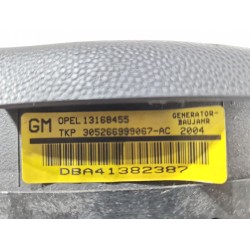 GM OPEL 13168455 GENERATOR-
BAUJAHR
TKP 305266999067-AC 2004
DBA41382387